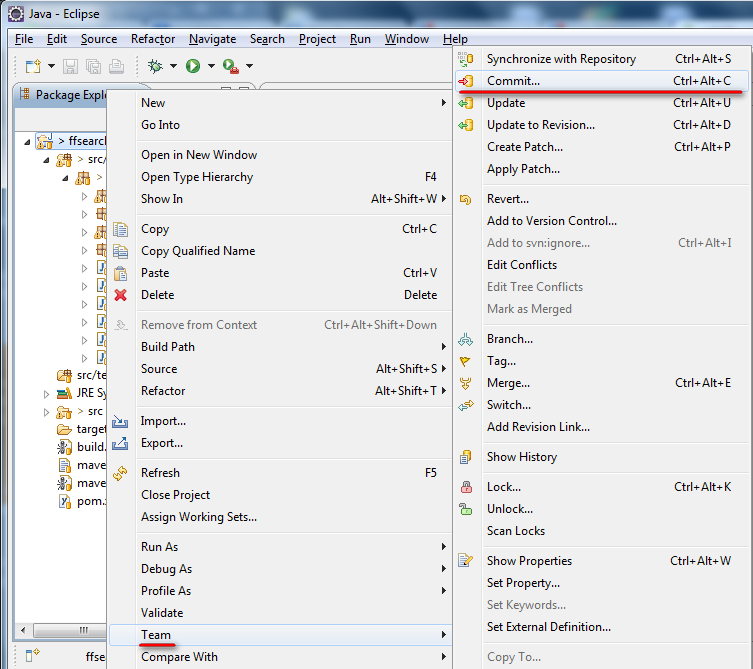 Java - Eclipse
File Edit Source Refactor Navigate Search Project Run Window Help
Package Explo
> ffsearch
> src/
>
src/te
JRE Sy
> src
target
build.
mave
mave
pom.
ffse
New
Go Into
Open in New Window
Open Type Hierarchy F4
Show In Alt+Shift+W
Copy Ctrl+C
Copy Qualified Name
Paste Ctrl+V
Delete Delete
Remove from Context Ctrl+Alt+Shift+Down
Build Path
Source Alt+Shift+S
Refactor Alt+Shift+T
Import...
Export...
Refresh F5
Close Project
Assign Working Sets...
Run As
Debug As
Profile As
Validate
Team
Compare With
Synchronize with Repository Ctrl+Alt+S
Commit... Ctrl+Alt+C
Update Ctrl+Alt+U
Update to Revision... Ctrl+Alt+D
Create Patch... Ctrl+Alt+P
Apply Patch...
Revert...
Add to Version Control...
Add to svn:ignore... Ctrl+Alt+I
Edit Conflicts
Edit Tree Conflicts
Mark as Merged
Branch...
Tag...
Merge... Ctrl+Alt+E
Switch...
Add Revision Link...
Show History
Lock... Ctrl+Alt+K
Unlock...
Scan Locks
Show Properties Ctrl+Alt+W
Set Property...
Set Keywords...
Set External Definition...
Copy To...